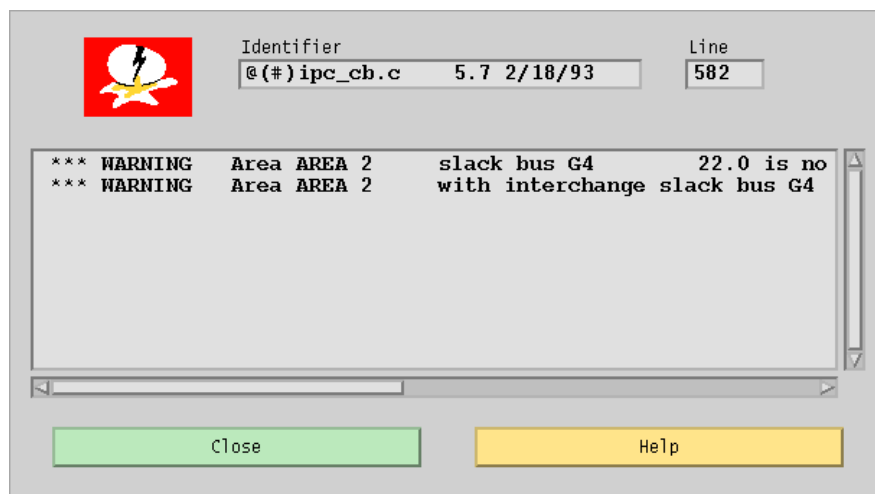 Identifier
Line
@(#)ipc_cb.c 5.7 2/18/93
582
*** WARNING Area AREA 2 slack bus G4 22.0 is no
*** WARNING Area AREA 2 with interchange slack bus G4
Close
Help